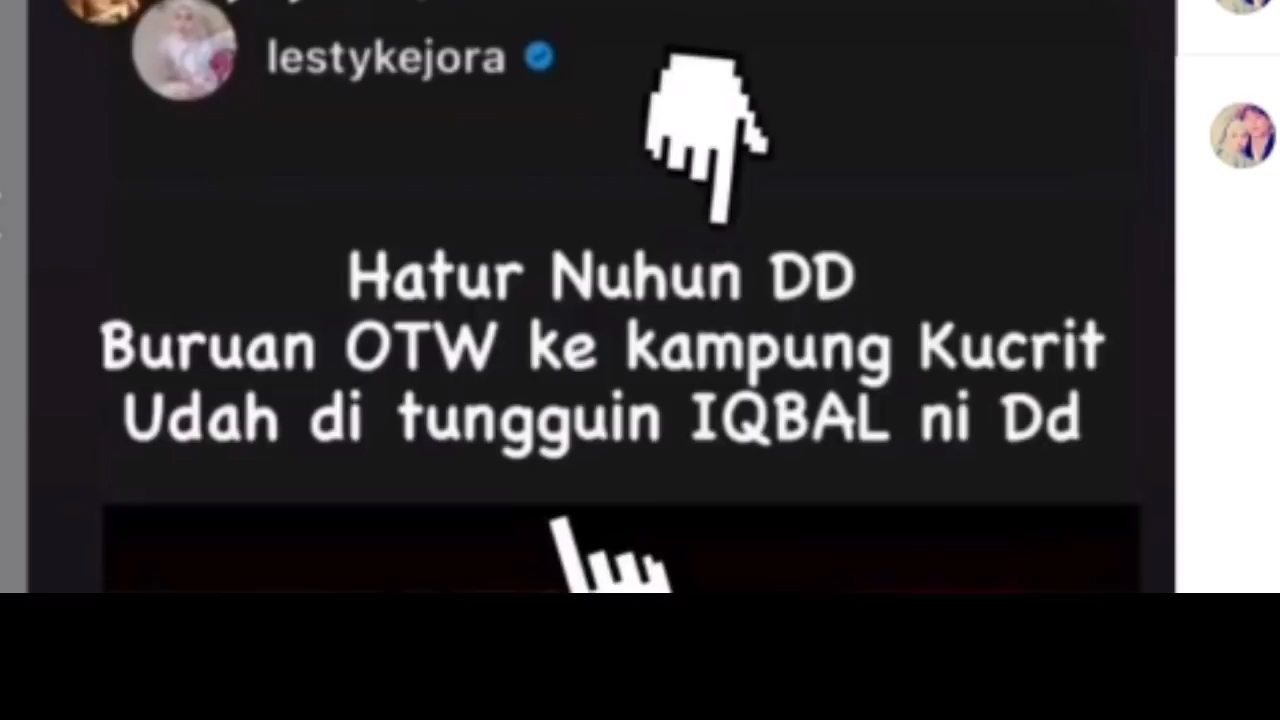 lestykejora
Hatur Nuhun DD
Buruan OTW ke kampung Kucrit
Udah di tungguin IQBAL ni Dd